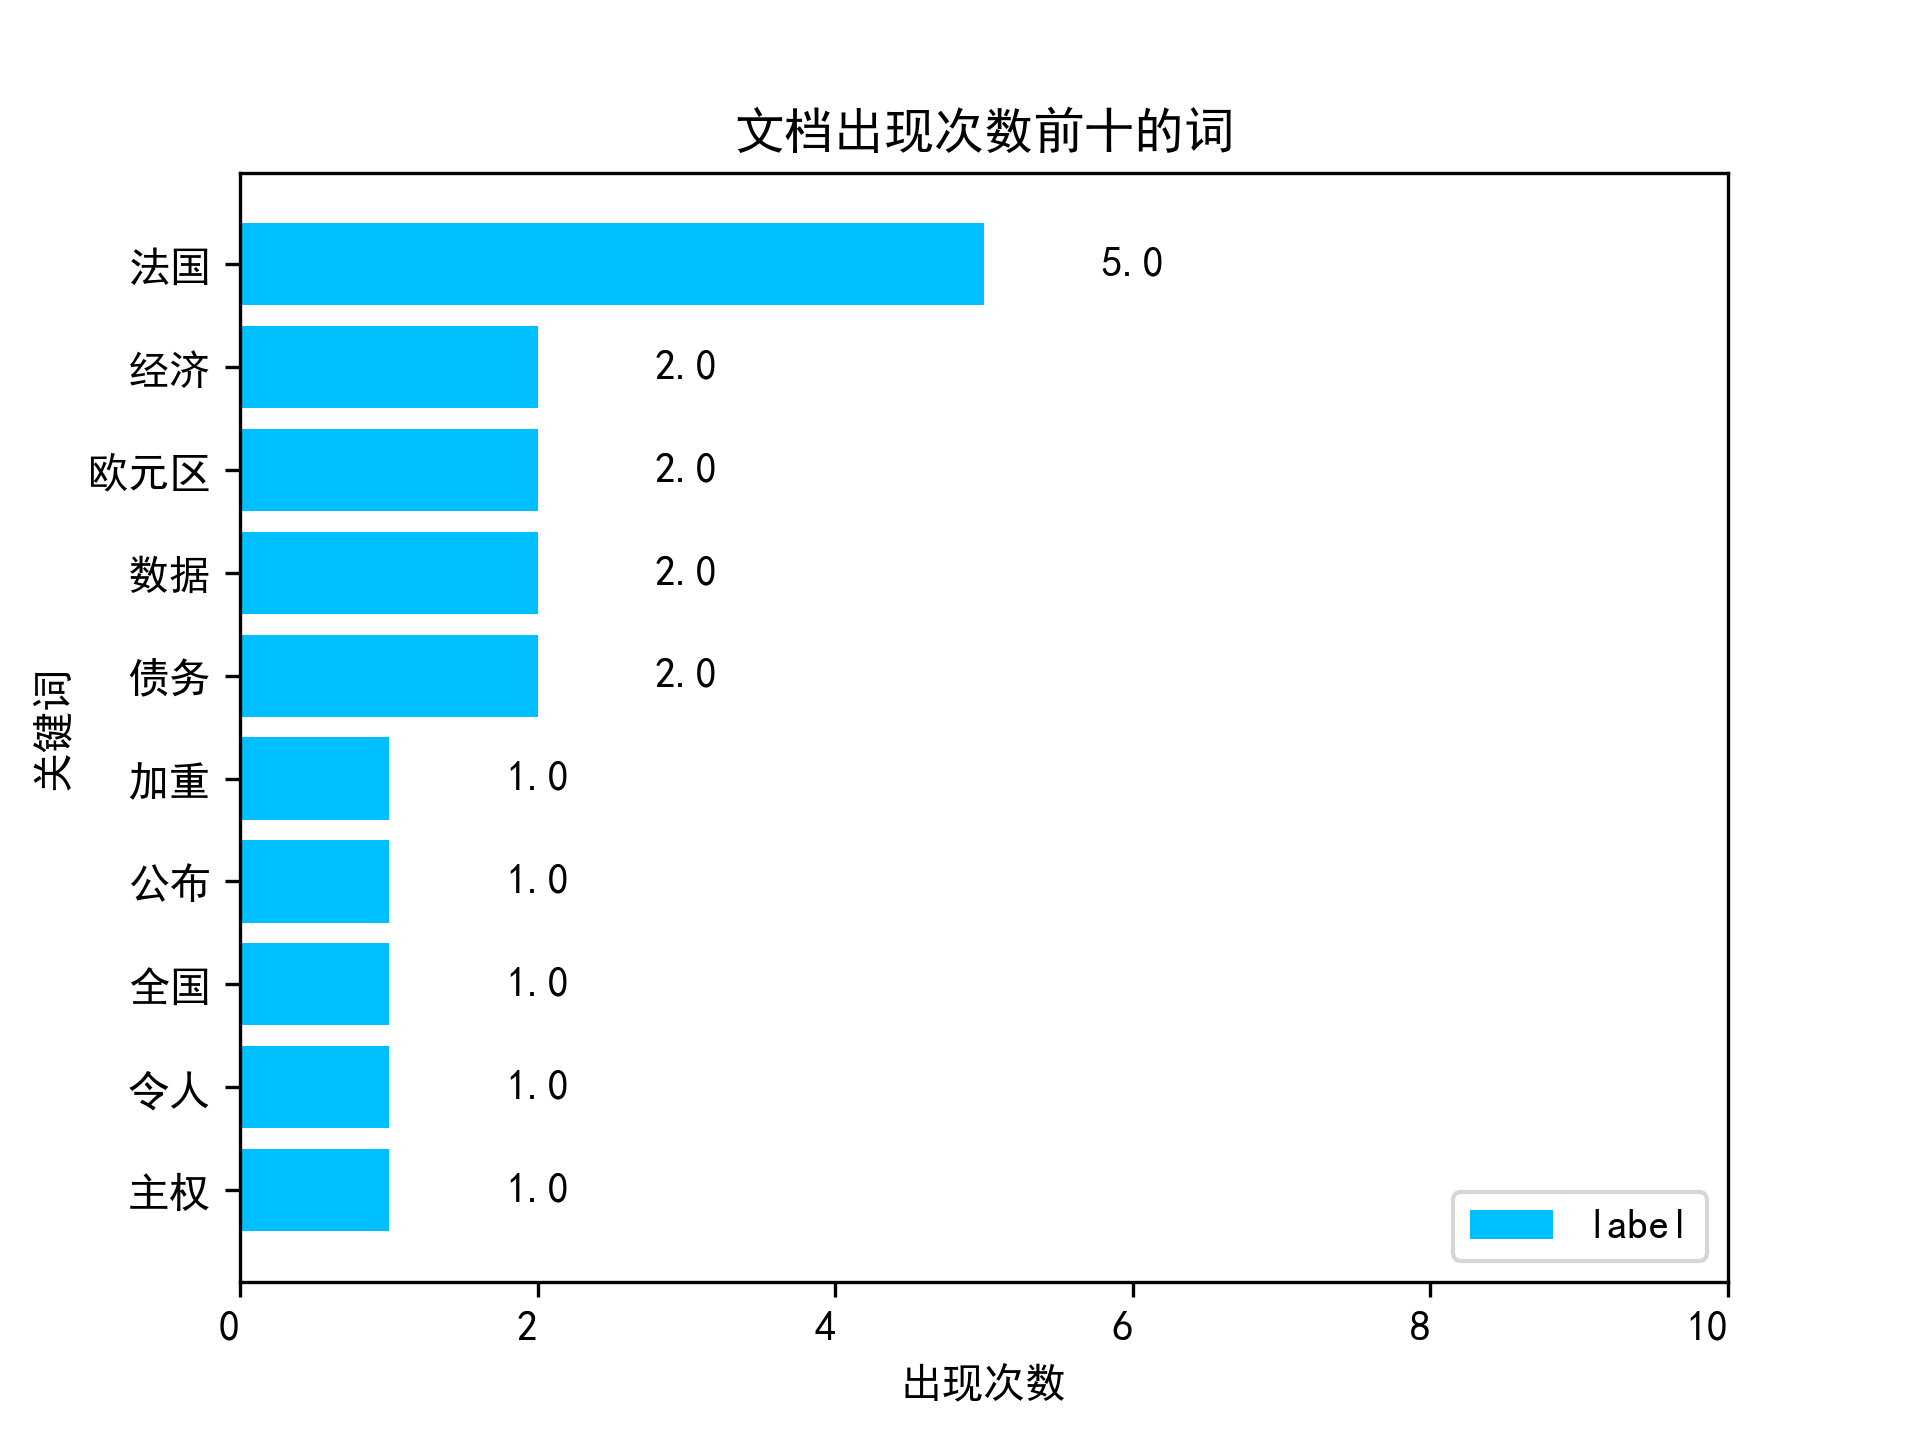 文档出现次数前十的词
法国 5.0
经济 2.0
欧元区 2.0
数据 2.0
债务 2.0
加重 1.0
公布 1.0
全国 1.0
令人 1.0
主权 1.0
关键词
label
0 2 4 6 8 10
出现次数